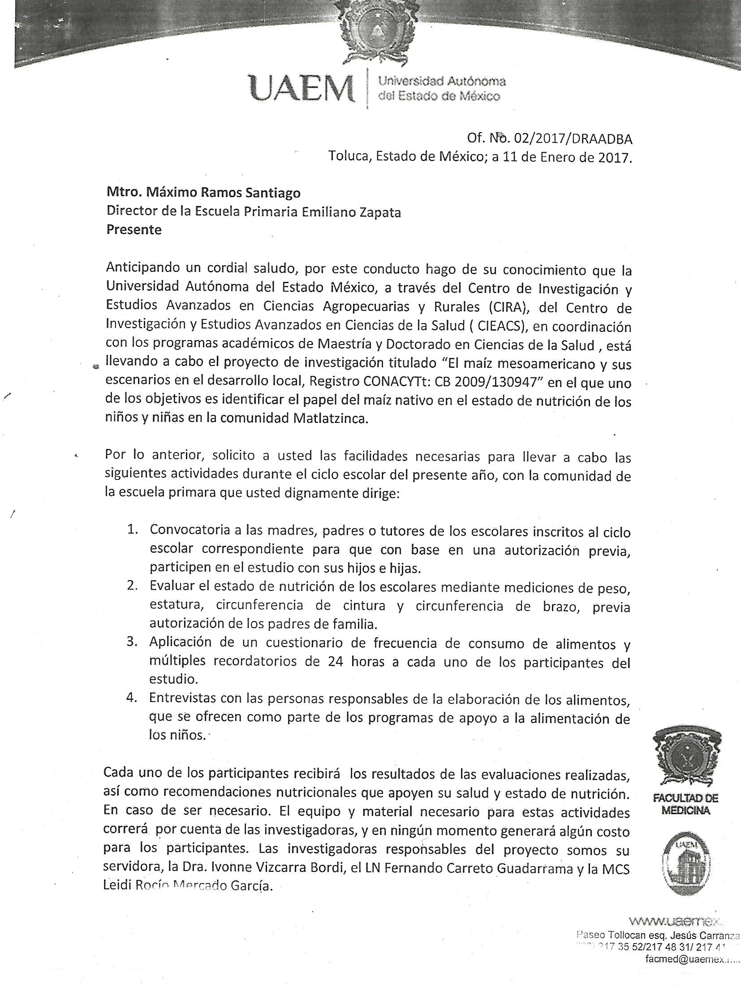 UAEM
Universidad Autónoma
del Estado de México
Of. No. 02/2017/DRAADBA
Toluca, Estado de México; a 11 de Enero de 2017.
Mtro. Máximo Ramos Santiago
Director de la Escuela Primaria Emiliano Zapata
Presente
Anticipando un cordial saludo, por este conducto hago de su conocimiento que la
Universidad Autónoma del Estado México, a través del Centro de Investigación y
Estudios Avanzados en Ciencias Agropecuarias y Rurales (CIRA), del Centro de
Investigación y Estudios Avanzados en Ciencias de la Salud ( CIEACS), en coordinación
con los programas académicos de Maestría y Doctorado en Ciencias de la Salud , está
llevando a cabo el proyecto de investigación titulado “El maíz mesoamericano y sus
escenarios en el desarrollo local, Registro CONACYTt: CB 2009/130947” en el que uno
de los objetivos es identificar el papel del maíz nativo en el estado de nutrición de los
niños y niñas en la comunidad Matlatzinca.
Por lo anterior, solicito a usted las facilidades necesarias para llevar a cabo las
siguientes actividades durante el ciclo escolar del presente año, con la comunidad de
la escuela primara que usted dignamente dirige:
1. Convocatoria a las madres, padres o tutores de los escolares inscritos al ciclo
escolar correspondiente para que con base en una autorización previa,
participen en el estudio con sus hijos e hijas.
2. Evaluar el estado de nutrición de los escolares mediante mediciones de peso,
estatura, circunferencia de cintura y circunferencia de brazo, previa
autorización de los padres de familia.
3. Aplicación de un cuestionario de frecuencia de consumo de alimentos y
múltiples recordatorios de 24 horas a cada uno de los participantes del
estudio.
4. Entrevistas con las personas responsables de la elaboración de los alimentos,
que se ofrecen como parte de los programas de apoyo a la alimentación de
los niños.
Cada uno de los participantes recibirá los resultados de las evaluaciones realizadas,
así como recomendaciones nutricionales que apoyen su salud y estado de nutrición.
En caso de ser necesario. El equipo y material necesario para estas actividades
correrá por cuenta de las investigadoras, y en ningún momento generará algún costo
para los participantes. Las investigadoras responsables del proyecto somos su
servidora, la Dra. Ivonne Vizcarra Bordi, el LN Fernando Carreto Guadarrama y la MCS
Leidi Rocío Mercado García.
FACULTAD DE
MEDICINA
UAEM
www.uaemex.
Paseo Tollocan esq. Jesús Carranza
217 35 52/217 48 31/ 217 41
facmed@uaemex.